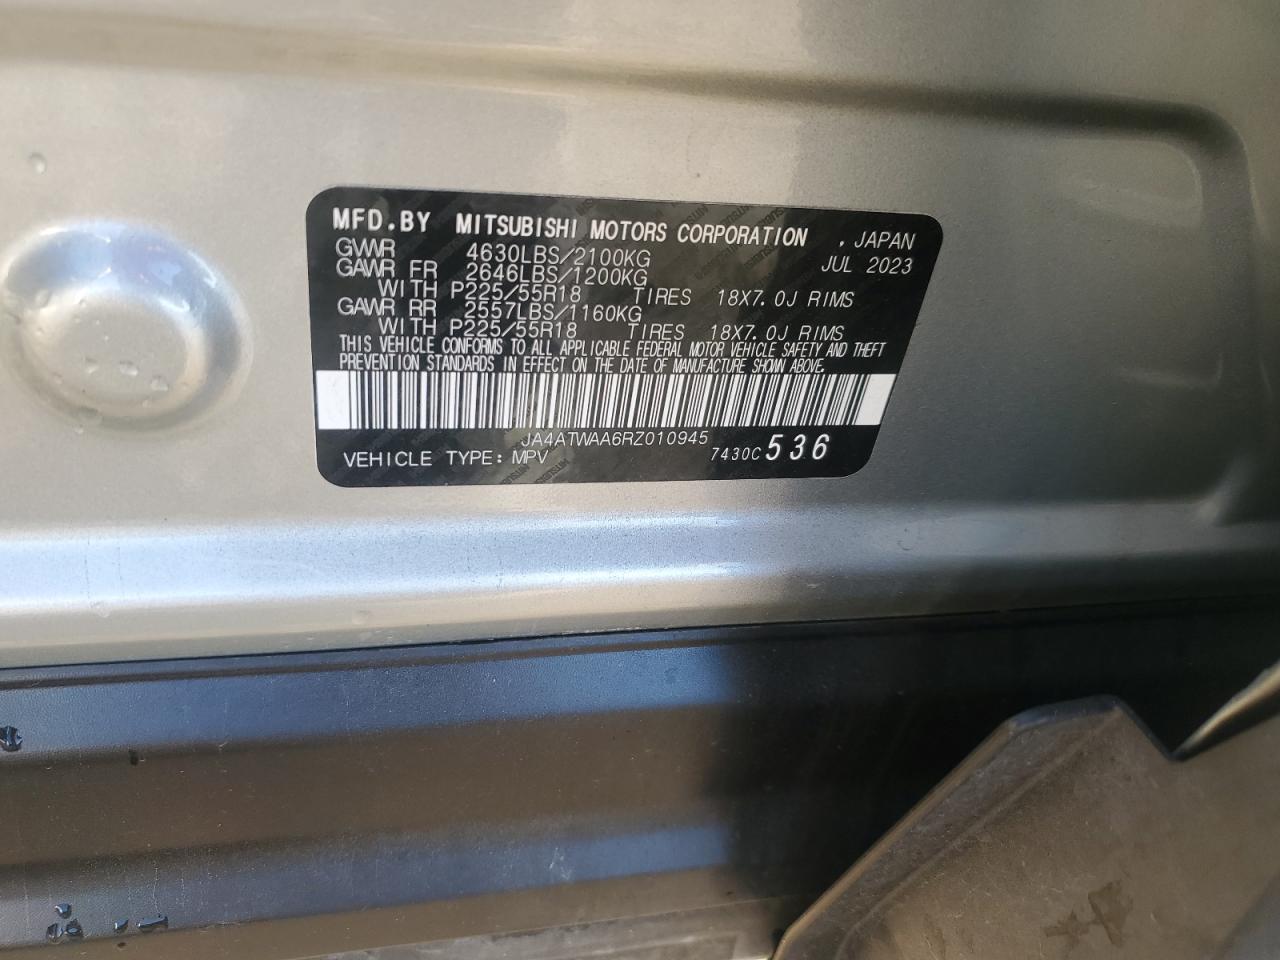 MFD.BY MITSUBISHI MOTORS CORPORATION , JAPAN
GVWR 4630LBS/2100KG JUL 2023
GAWR FR 2646LBS/1200KG
WITH P225/55R18 TIRES 18X7.0J RIMS
GAWR RR 2557LBS/1160KG
WITH P225/55R18 TIRES 18X7.0J RIMS
THIS VEHICLE CONFORMS TO ALL APPLICABLE FEDERAL MOTOR VEHICLE SAFETY AND THEFT
PREVENTION STANDARDS IN EFFECT ON THE DATE OF MANUFACTURE SHOWN ABOVE.
JA4ATWAA6RZ010945
VEHICLE TYPE: MPV 7430C 536